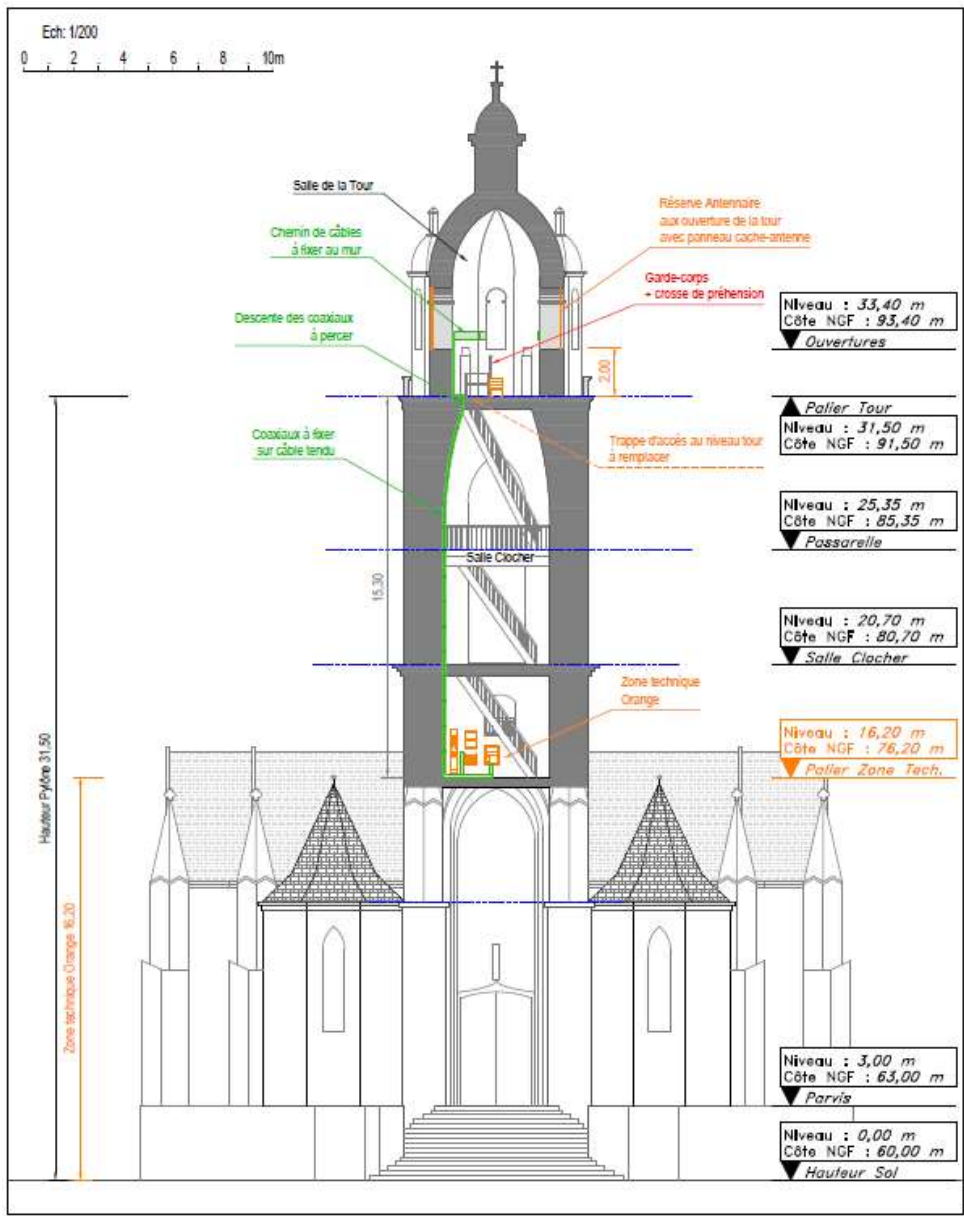 Ech: 1/200
0 2 4 6 8 10m
Salle de la Tour
Réserve Antennaire
aux ouverture de la tour
avec panneau cache-antenne
Chemin de câbles
à fixer au mur
Garde-corps
+ crosse de préhension
Descente des coaxiaux
à percer
Niveau : 33,40 m
Côte NGF : 93,40 m
Ouvertures
2.00
Palier Tour
Niveau : 31,50 m
Côte NGF : 91,50 m
Coaxiaux à fixer
sur câble tendu
Trappe d'accès au niveau tour
à remplacer
Niveau : 25,35 m
Côte NGF : 85,35 m
Passarelle
Salle Clocher
15.30
Niveau : 20,70 m
Côte NGF : 80,70 m
Salle Clocher
Zone technique
Orange
Niveau : 16,20 m
Côte NGF : 76,20 m
Palier Zone Tech.
Hauteur Pylône 31,50
Zone technique Orange 16.20
Niveau : 3,00 m
Côte NGF : 63,00 m
Parvis
Niveau : 0,00 m
Côte NGF : 60,00 m
Hauteur Sol